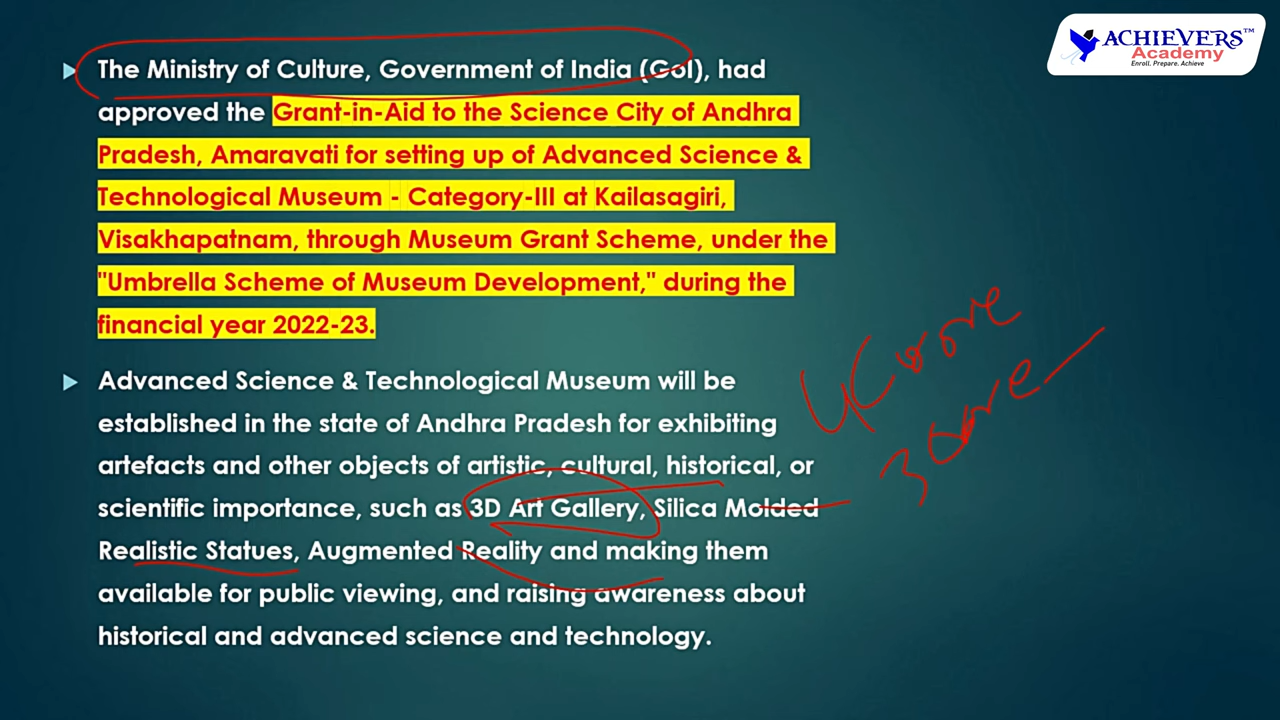 ACHIEVERS™
Academy
Enroll. Prepare. Achieve
The Ministry of Culture, Government of India (GoI), had
approved the Grant-in-Aid to the Science City of Andhra
Pradesh, Amaravati for setting up of Advanced Science &
Technological Museum - Category-III at Kailasagiri,
Visakhapatnam, through Museum Grant Scheme, under the
"Umbrella Scheme of Museum Development," during the
financial year 2022-23.
Advanced Science & Technological Museum will be
established in the state of Andhra Pradesh for exhibiting
artefacts and other objects of artistic, cultural, historical, or
scientific importance, such as 3D Art Gallery, Silica Molded
Realistic Statues, Augmented Reality and making them
available for public viewing, and raising awareness about
historical and advanced science and technology.
4 Crore
3 Crore